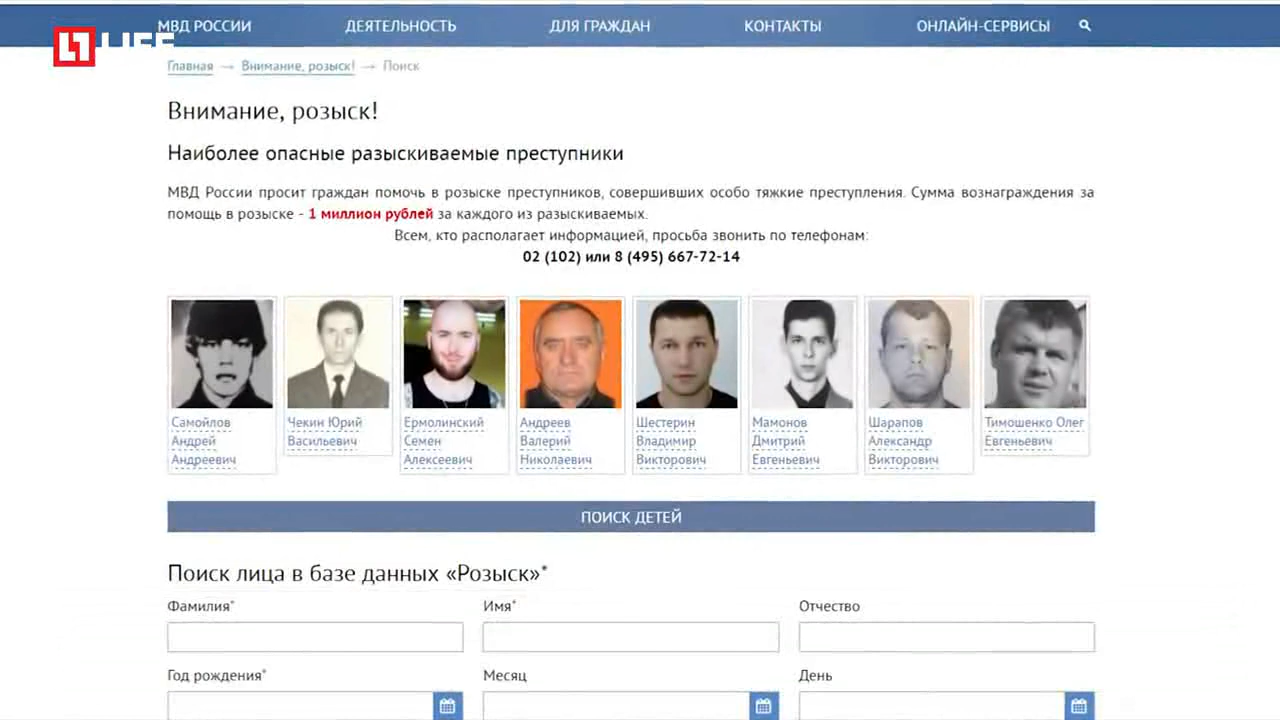 МВД РОССИИ ДЕЯТЕЛЬНОСТЬ ДЛЯ ГРАЖДАН КОНТАКТЫ ОНЛАЙН-СЕРВИСЫ
LIFE
Главная → Внимание, розыск! → Поиск
Внимание, розыск!
Наиболее опасные разыскиваемые преступники
МВД России просит граждан помочь в розыске преступников, совершивших особо тяжкие преступления. Сумма вознаграждения за
помощь в розыске - 1 миллион рублей за каждого из разыскиваемых.
Всем, кто располагает информацией, просьба звонить по телефонам:
02 (102) или 8 (495) 667-72-14
Самойлов
Андрей
Андреевич
Чекин Юрий
Васильевич
Ермолинский
Семен
Алексеевич
Андреев
Валерий
Николаевич
Шестерин
Владимир
Викторович
Мамонов
Дмитрий
Евгеньевич
Шарапов
Александр
Викторович
Тимошенко Олег
Евгеньевич
ПОИСК ДЕТЕЙ
Поиск лица в базе данных «Розыск»*
Фамилия* Имя* Отчество
Год рождения* Месяц День